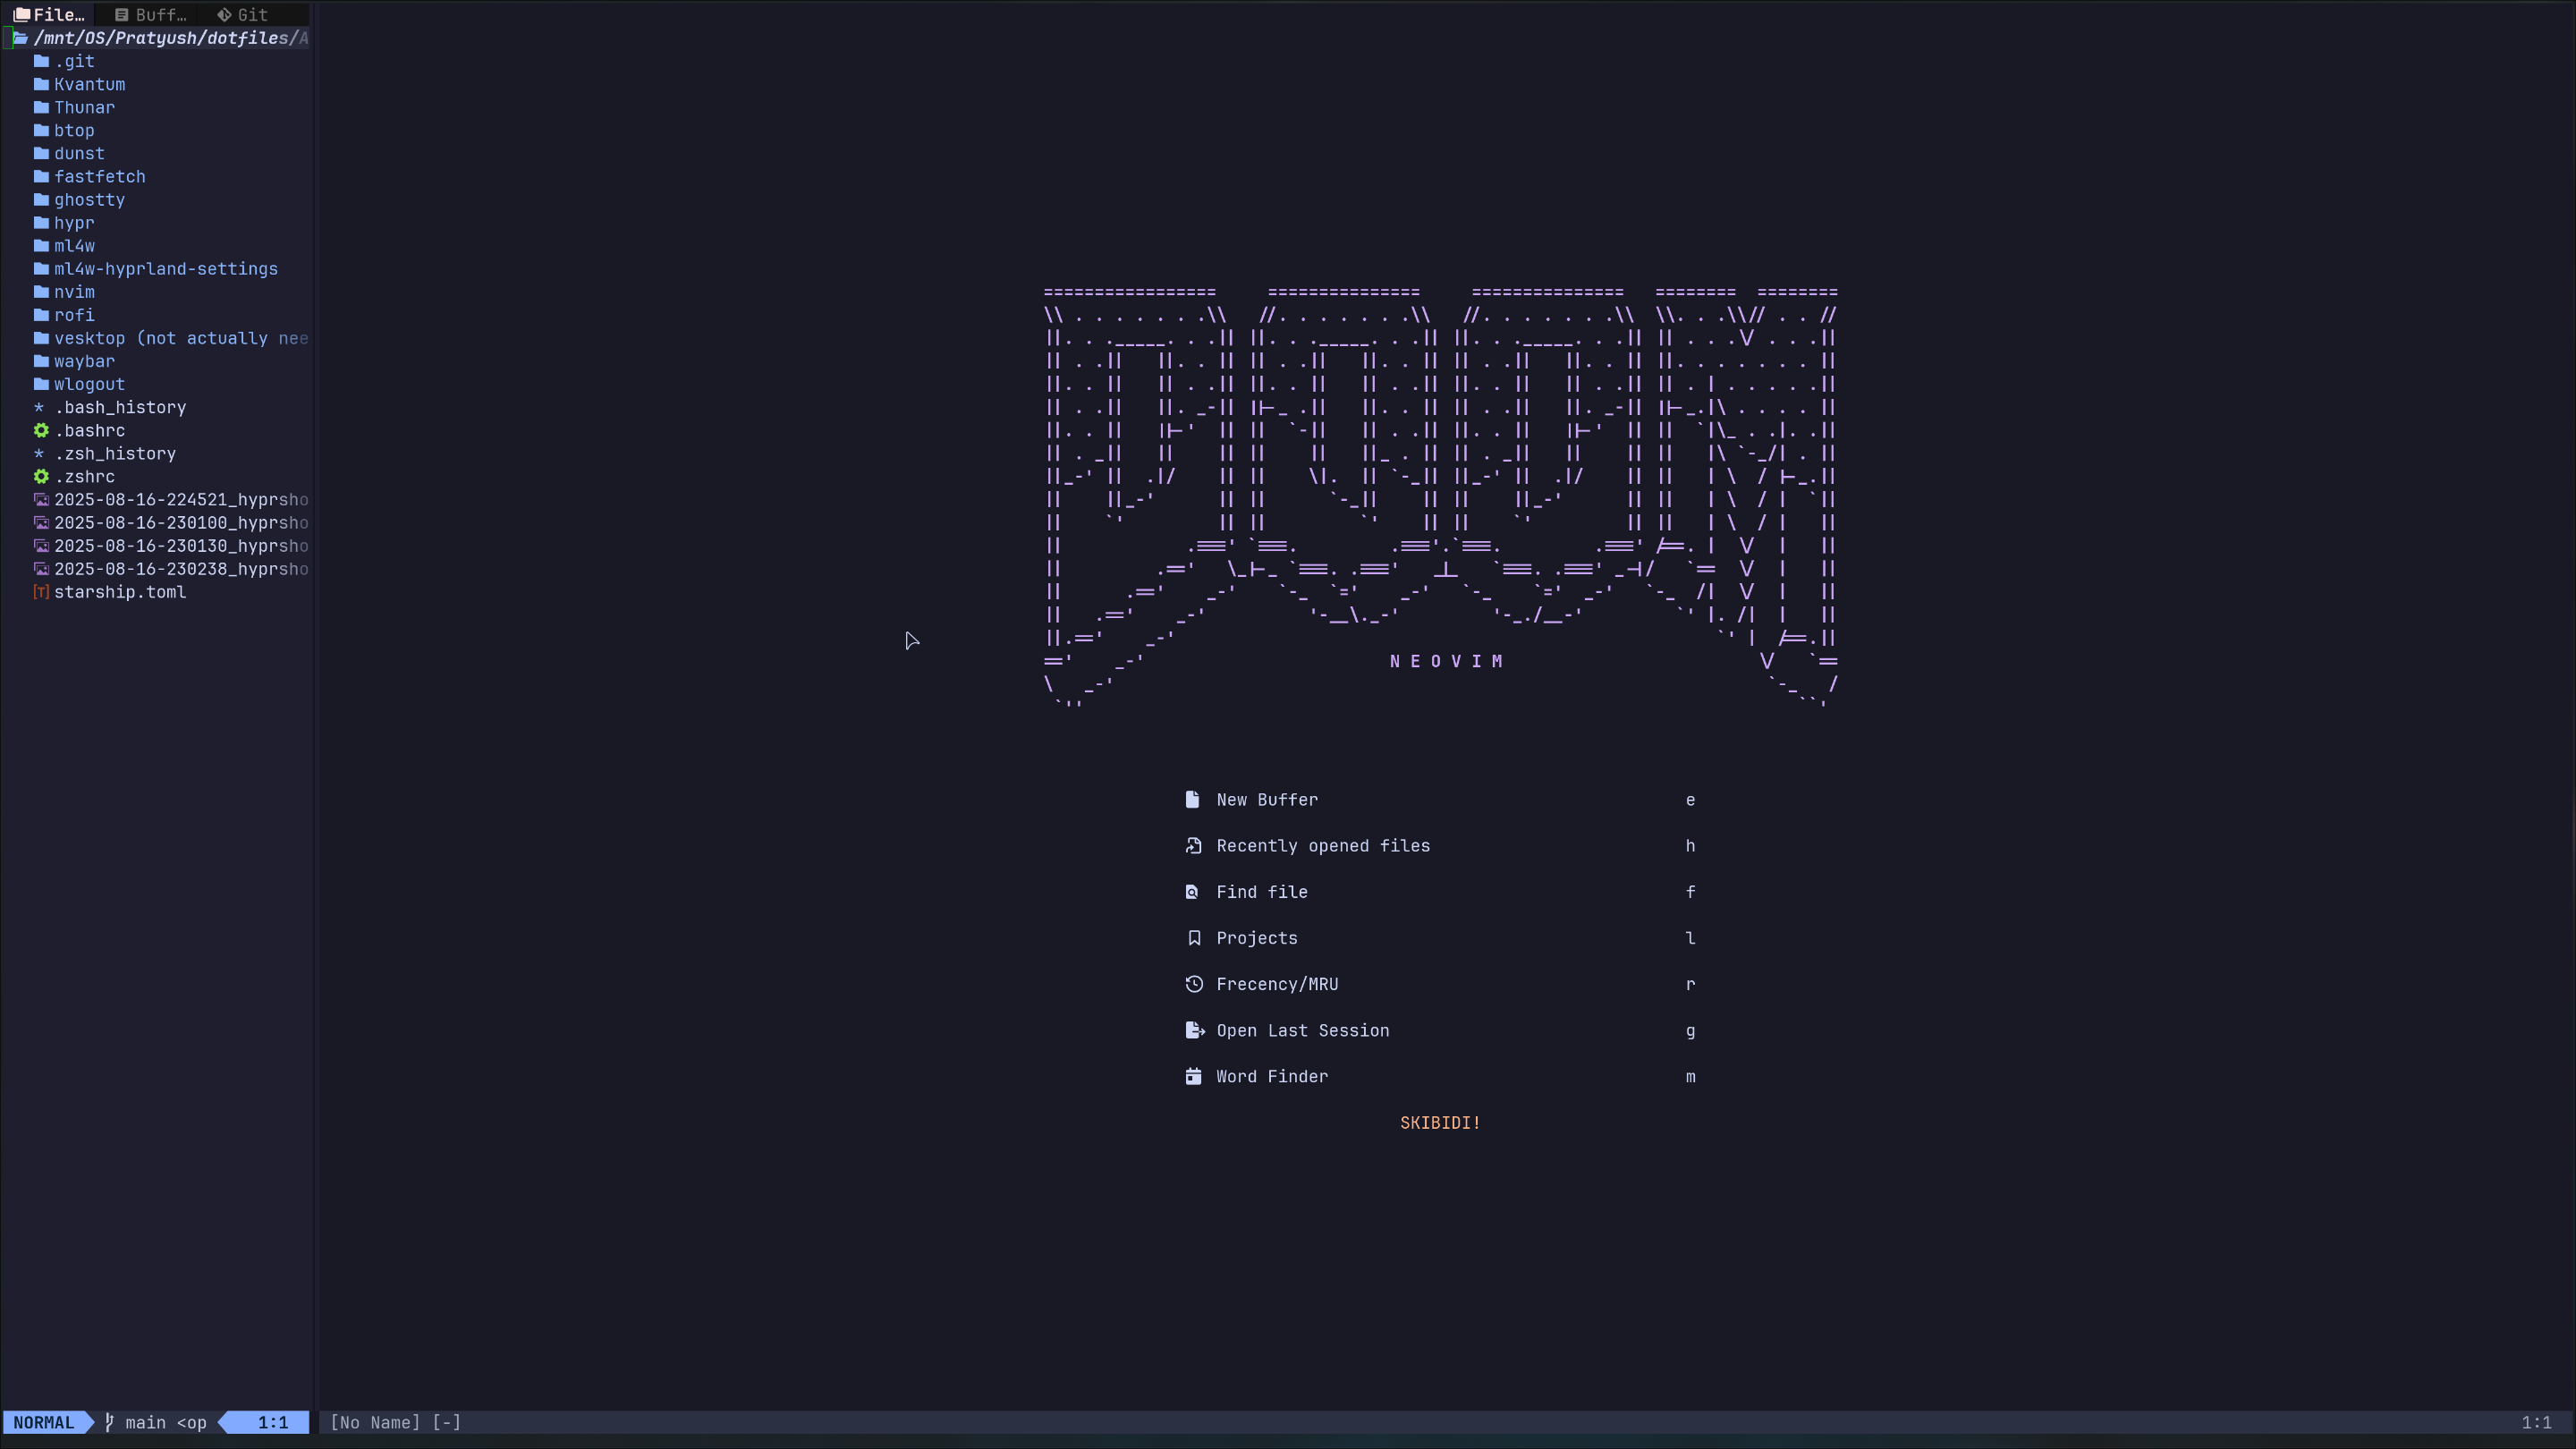 File… Buff… Git
/mnt/OS/Pratyush/dotfiles/A
.git
Kvantum
Thunar
btop
dunst
fastfetch
ghostty
hypr
ml4w
ml4w-hyprland-settings
nvim
rofi
vesktop (not actually nee
waybar
wlogout
.bash_history
.bashrc
.zsh_history
.zshrc
2025-08-16-224521_hyprsho
2025-08-16-230100_hyprsho
2025-08-16-230130_hyprsho
2025-08-16-230238_hyprsho
starship.toml
N E O V I M
New Buffer e
Recently opened files h
Find file f
Projects l
Frecency/MRU r
Open Last Session g
Word Finder m
SKIBIDI!
NORMAL main <op 1:1 [No Name] [-] 1:1